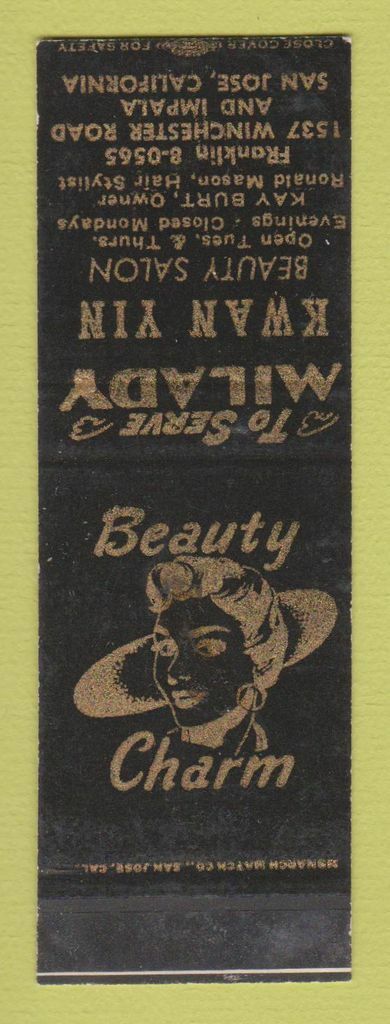 Beauty
Charm
MONARCH MATCH CO., SAN JOSE, CAL.
To SERVE
MILADY
KWAN YIN
BEAUTY SALON
Open Tues. & Thurs.
Evenings - Closed Mondays
KAY BURT, Owner
Ronald Mason, Hair Stylist
FRanklin 8-0565
1537 WINCHESTER ROAD
AND IMPALA
SAN JOSE, CALIFORNIA
CLOSE COVER FOR SAFETY